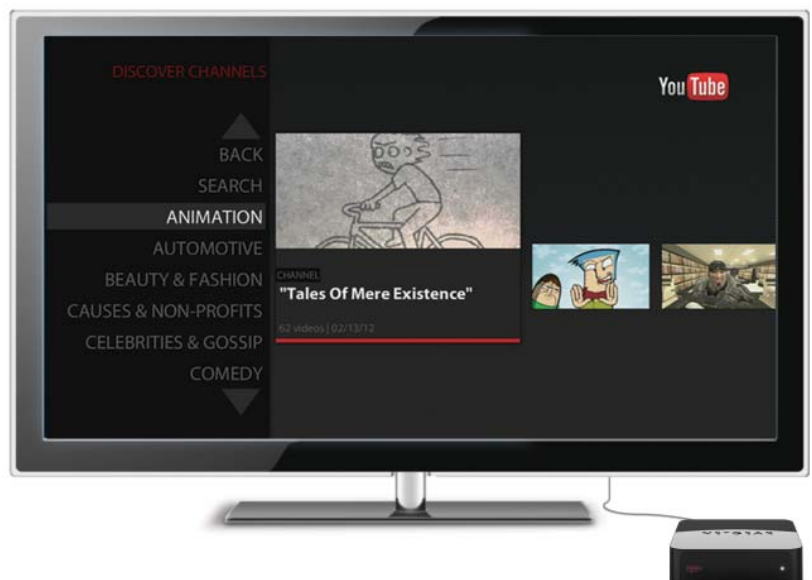 DISCOVER CHANNELS
YouTube
BACK
SEARCH
ANIMATION
AUTOMOTIVE
BEAUTY & FASHION
CAUSES & NON-PROFITS
CELEBRITIES & GOSSIP
COMEDY
CHANNEL
"Tales Of Mere Existence"
62 videos | 02/13/12